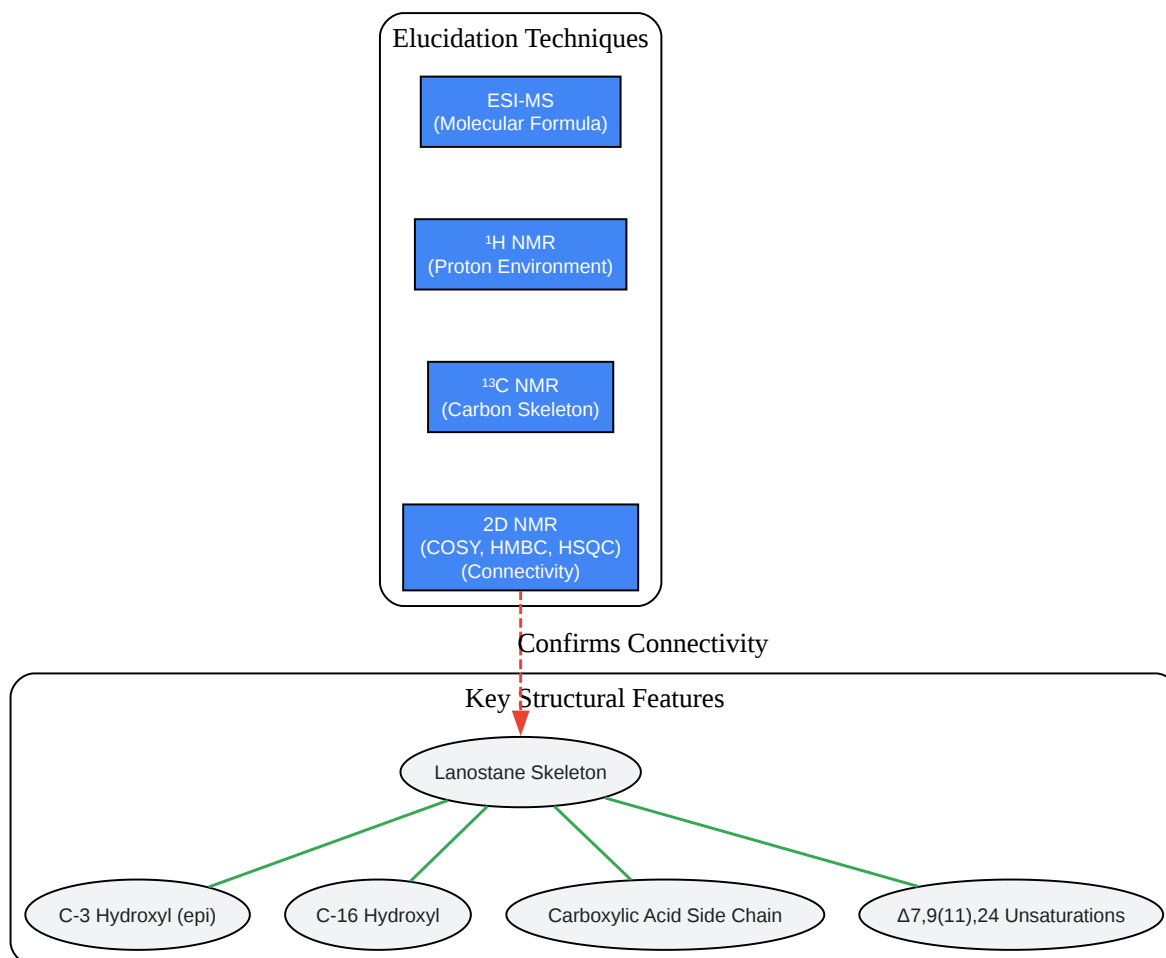 Elucidation Techniques
ESI-MS
(Molecular Formula)
¹H NMR
(Proton Environment)
¹³C NMR
(Carbon Skeleton)
2D NMR
(COSY, HMBC, HSQC)
(Connectivity)
Confirms Connectivity
Key Structural Features
Lanostane Skeleton
C-3 Hydroxyl (epi)
C-16 Hydroxyl
Carboxylic Acid Side Chain
Δ7,9(11),24 Unsaturations